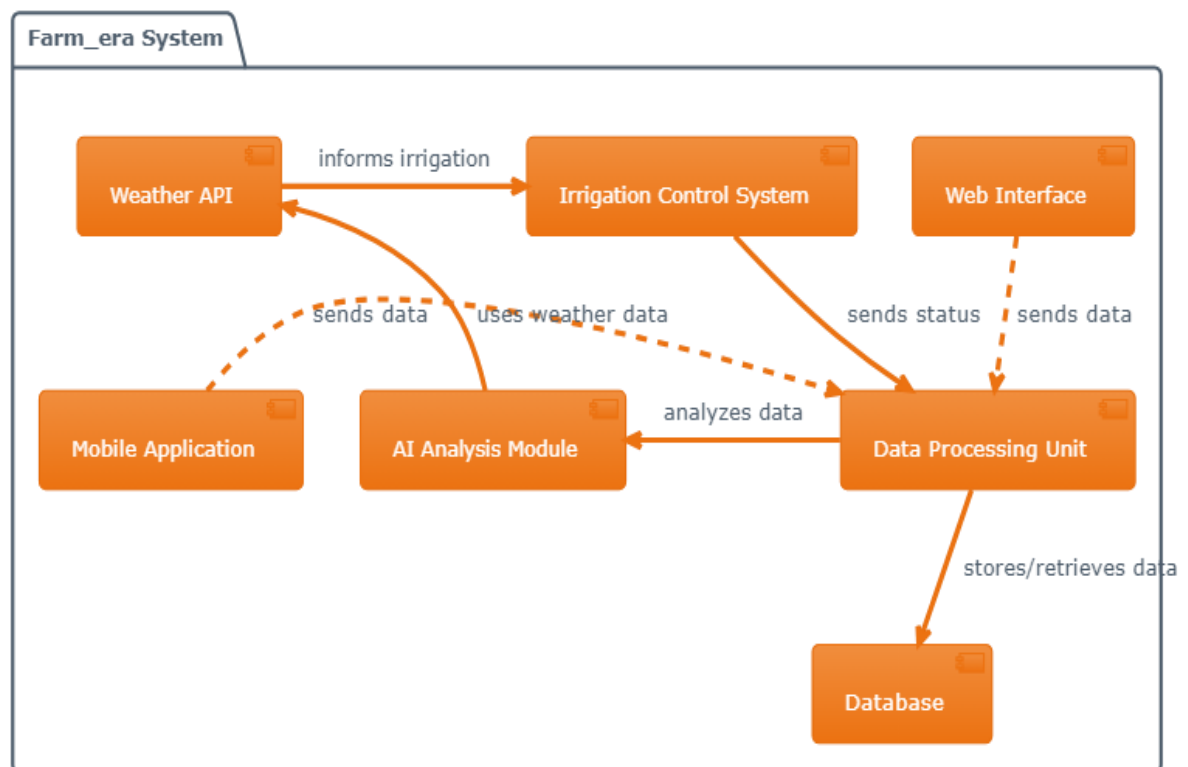 Farm_era System
informs irrigation
Weather API
Irrigation Control System
Web Interface
sends data
uses weather data
sends status
sends data
analyzes data
Mobile Application
AI Analysis Module
Data Processing Unit
stores/retrieves data
Database